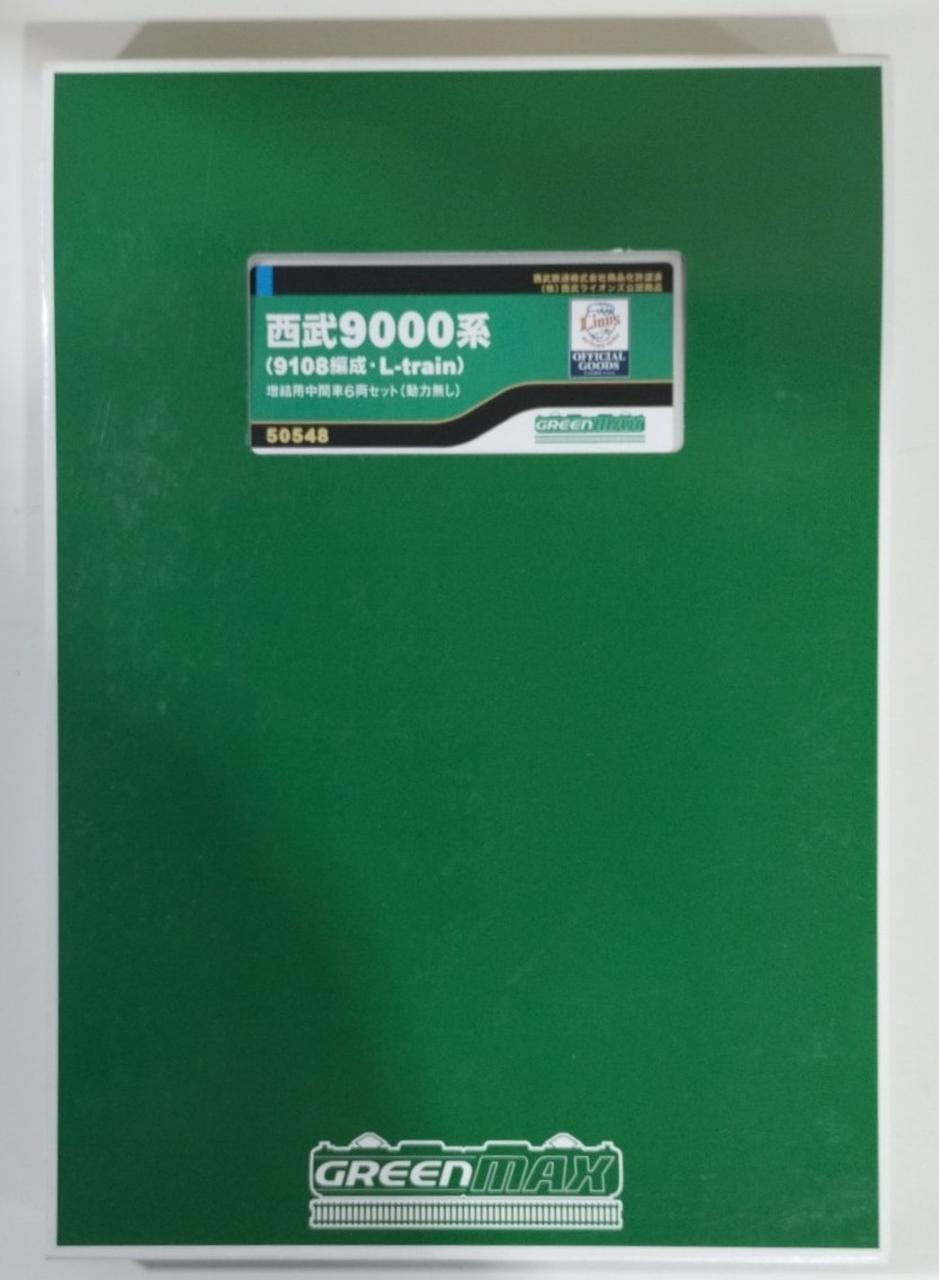 西武鉄道株式会社商品化許諾済
(株)西武ライオンズ公認商品
西武9000系
(9108編成・L-train)
増結用中間車6両セット(動力無し)
50548
Lions
OFFICIAL
GOODS
GREENMAX
GREENMAX